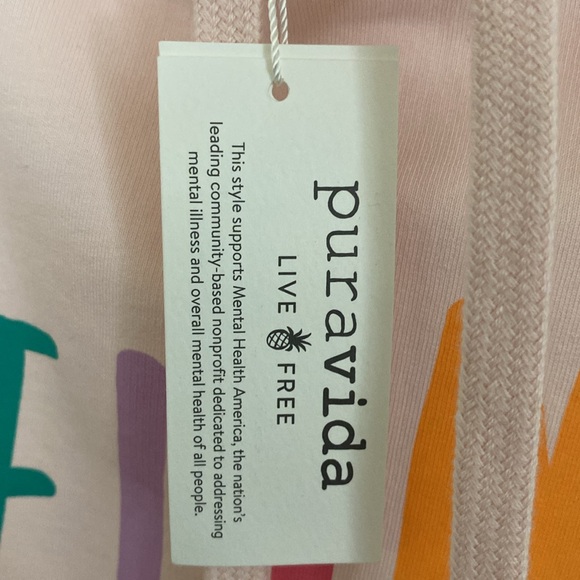 puravida
LIVE FREE
This style supports Mental Health America, the nation's
leading community-based nonprofit dedicated to addressing
mental illness and overall mental health of all people.